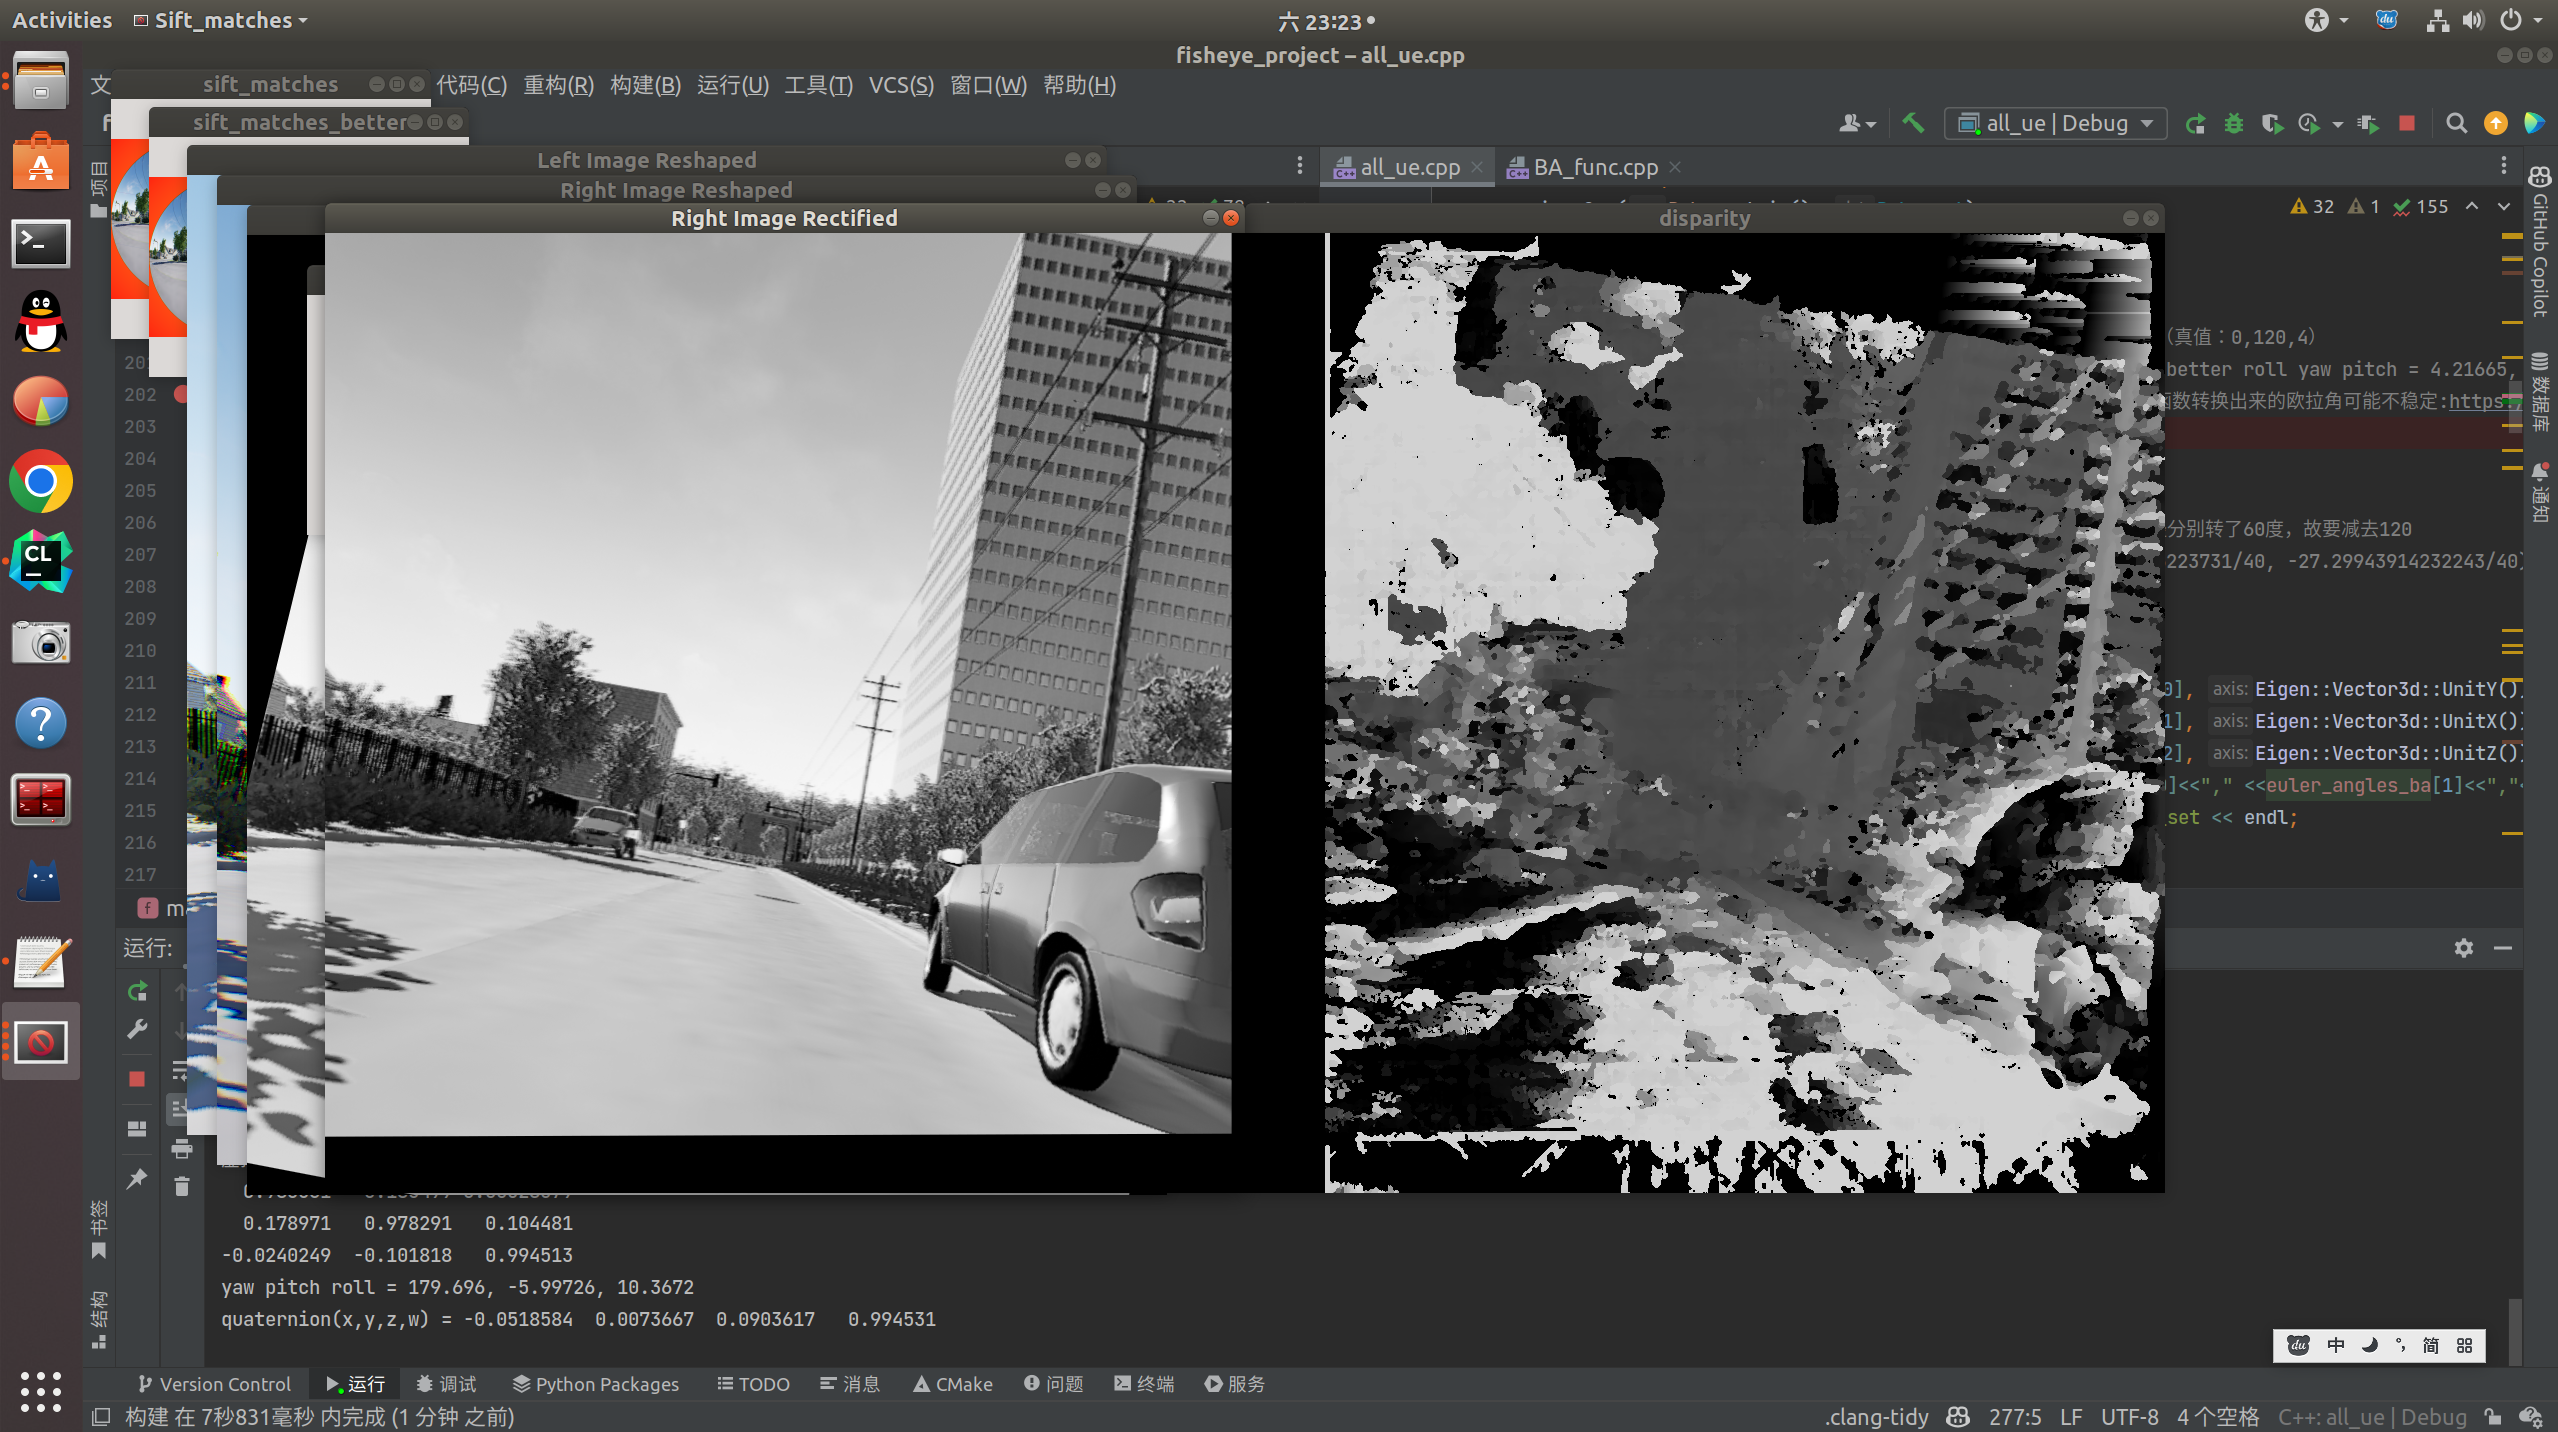 Activities
Sift_matches
六 23:23
fisheye_project – all_ue.cpp
文
sift_matches
代码(C) 重构(R) 构建(B) 运行(U) 工具(T) VCS(S) 窗口(W) 帮助(H)
sift_matches_better
all_ue | Debug
Left Image Reshaped
Right Image Reshaped
Right Image Rectified
disparity
all_ue.cpp
BA_func.cpp
32 1 155
项目
GitHub Copilot
数据库
通知
(真值：0,120,4)
better roll yaw pitch = 4.21665,
函数转换出来的欧拉角可能不稳定:https:/
分别转了60度，故要减去120
223731/40, -27.29943914232243/40
0], axis: Eigen::Vector3d::UnitY()
1], axis: Eigen::Vector3d::UnitX()
2], axis: Eigen::Vector3d::UnitZ()
]<<"," <<euler_angles_ba[1]<<","
set << endl;
202
203
204
205
206
207
208
209
210
211
212
213
214
215
216
217
运行:
0.178971 0.978291 0.104481
-0.0240249 -0.101818 0.994513
yaw pitch roll = 179.696, -5.99726, 10.3672
quaternion(x,y,z,w) = -0.0518584 0.0073667 0.0903617 0.994531
书签
结构
du 中 简
Version Control 运行 调试 Python Packages TODO 消息 CMake 问题 终端 服务
构建 在 7秒831毫秒 内完成 (1 分钟 之前)
.clang-tidy 277:5 LF UTF-8 4 个空格 C++: all_ue | Debug